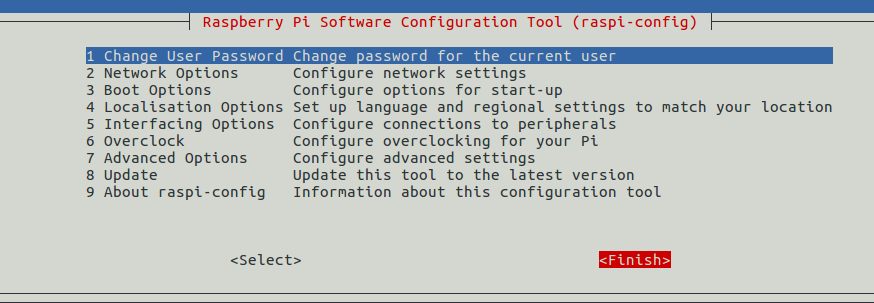 Raspberry Pi Software Configuration Tool (raspi-config)
1 Change User Password Change password for the current user
2 Network Options Configure network settings
3 Boot Options Configure options for start-up
4 Localisation Options Set up language and regional settings to match your location
5 Interfacing Options Configure connections to peripherals
6 Overclock Configure overclocking for your Pi
7 Advanced Options Configure advanced settings
8 Update Update this tool to the latest version
9 About raspi-config Information about this configuration tool
<Select> <Finish>